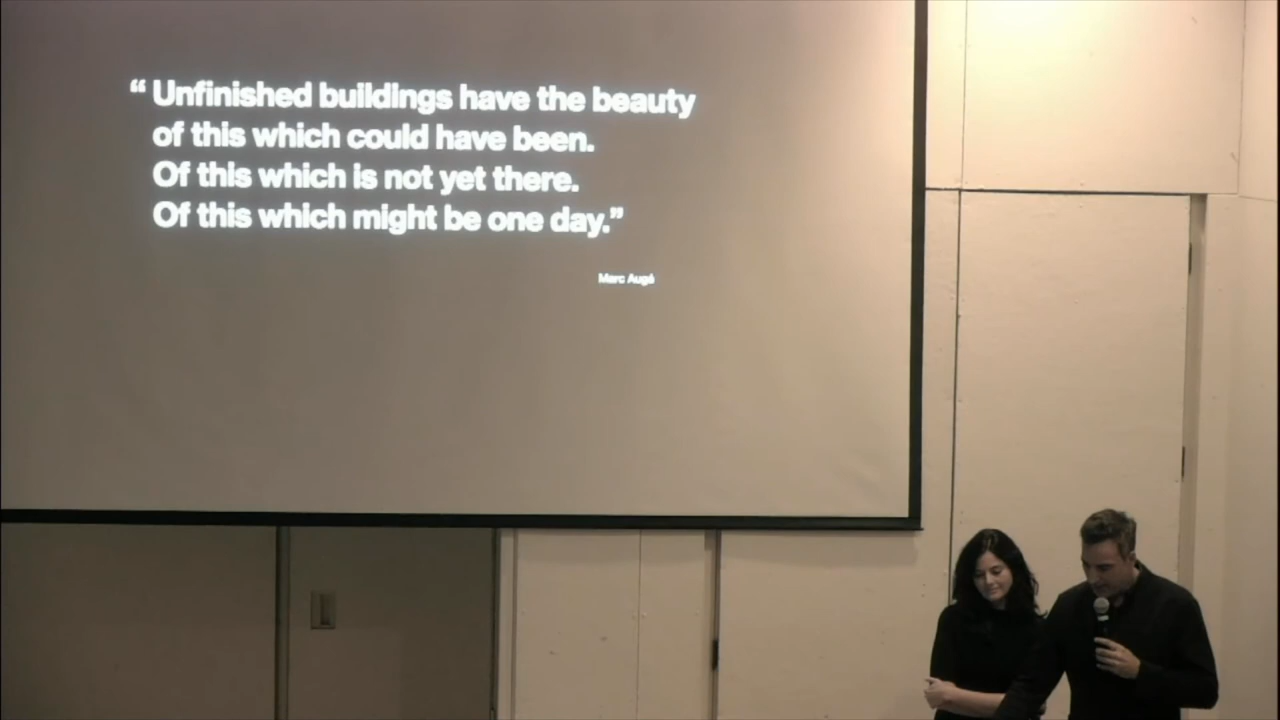 “ Unfinished buildings have the beauty
of this which could have been.
Of this which is not yet there.
Of this which might be one day.”
Marc Augé